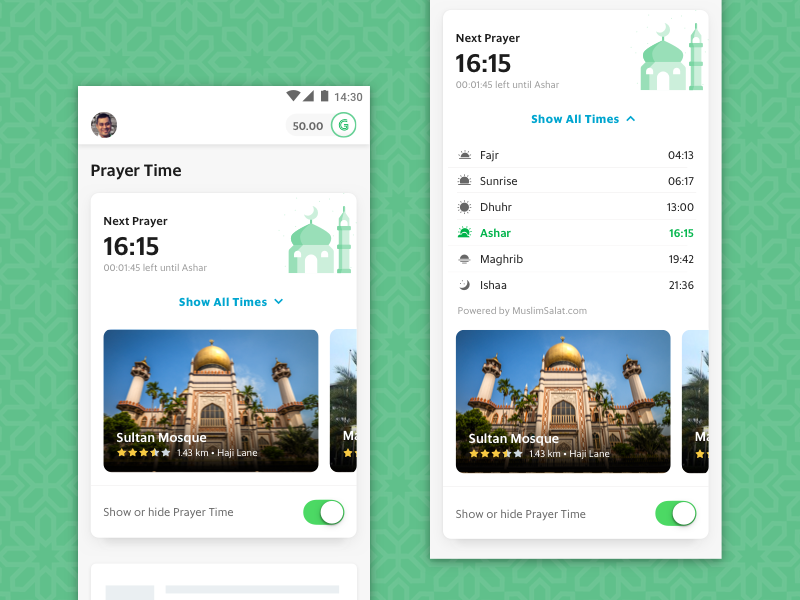 14:30
50.00 G
Prayer Time
Next Prayer
16:15
00:01:45 left until Ashar
Show All Times
Sultan Mosque
1.43 km • Haji Lane
Show or hide Prayer Time
Next Prayer
16:15
00:01:45 left until Ashar
Show All Times
Fajr 04:13
Sunrise 06:17
Dhuhr 13:00
Ashar 16:15
Maghrib 19:42
Ishaa 21:36
Powered by MuslimSalat.com
Sultan Mosque
1.43 km • Haji Lane
Show or hide Prayer Time